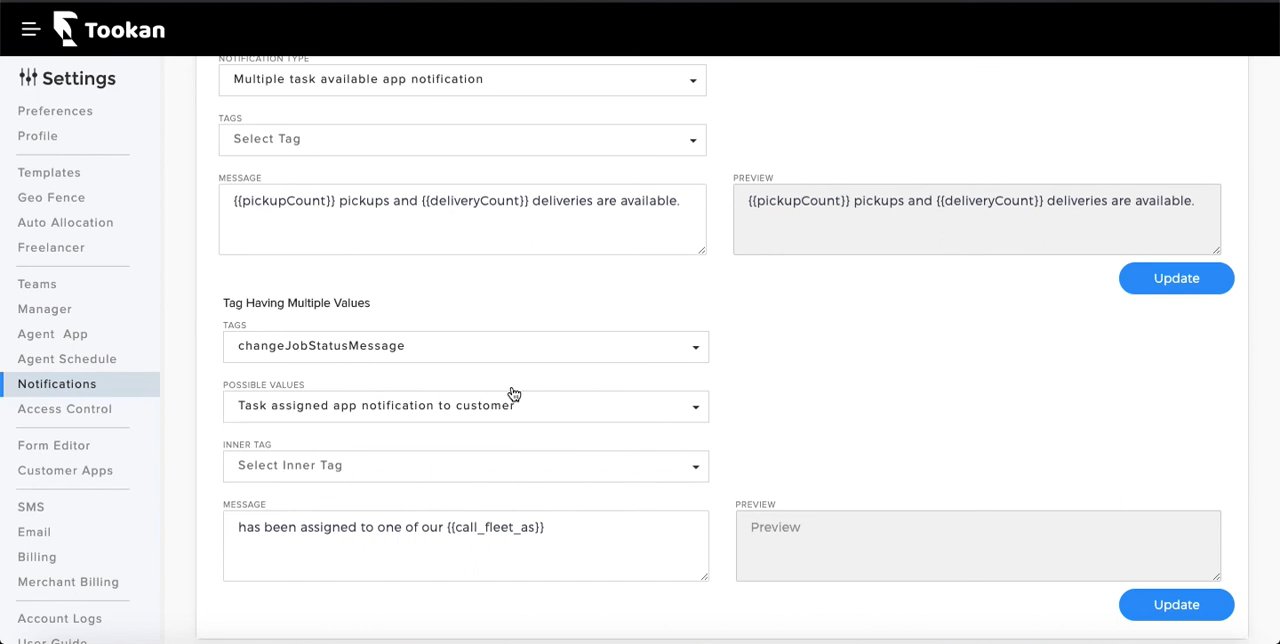 Tookan
Settings
Preferences
Profile
Templates
Geo Fence
Auto Allocation
Freelancer
Teams
Manager
Agent App
Agent Schedule
Notifications
Access Control
Form Editor
Customer Apps
SMS
Email
Billing
Merchant Billing
Account Logs
User Guide
NOTIFICATION TYPE
Multiple task available app notification
TAGS
Select Tag
MESSAGE
{{pickupCount}} pickups and {{deliveryCount}} deliveries are available.
PREVIEW
{{pickupCount}} pickups and {{deliveryCount}} deliveries are available.
Update
Tag Having Multiple Values
TAGS
changeJobStatusMessage
POSSIBLE VALUES
Task assigned app notification to customer
INNER TAG
Select Inner Tag
MESSAGE
has been assigned to one of our {{call_fleet_as}}
PREVIEW
Preview
Update